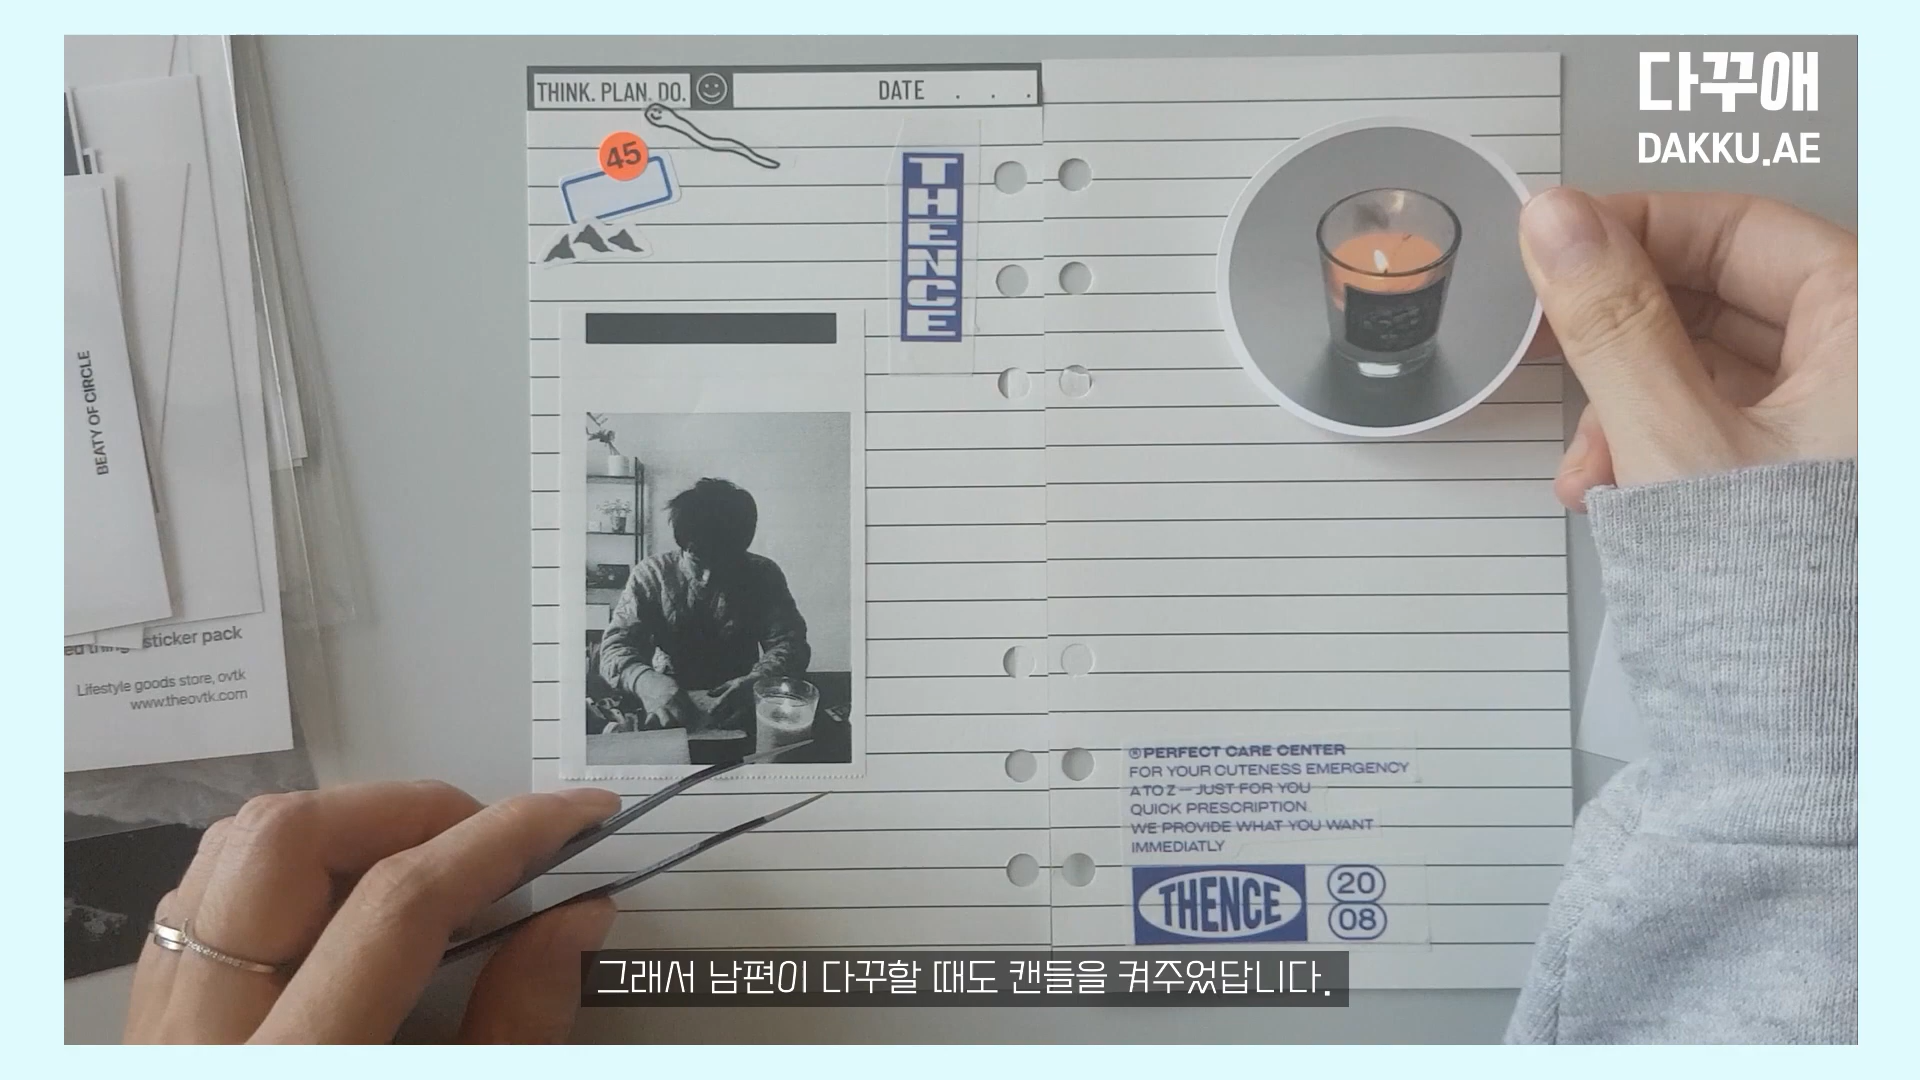 다꾸애
DAKKU.AE
THINK. PLAN. DO.
DATE . . .
45
THENCE
BEATY OF CIRCLE
sticker pack
Lifestyle goods store, ovtk
www.theovtk.com
®PERFECT CARE CENTER
FOR YOUR CUTENESS EMERGENCY
A TO Z — JUST FOR YOU
QUICK PRESCRIPTION.
WE PROVIDE WHAT YOU WANT
IMMEDIATLY
THENCE
20
08
그래서 남편이 다꾸할 때도 캔들을 켜주었답니다.